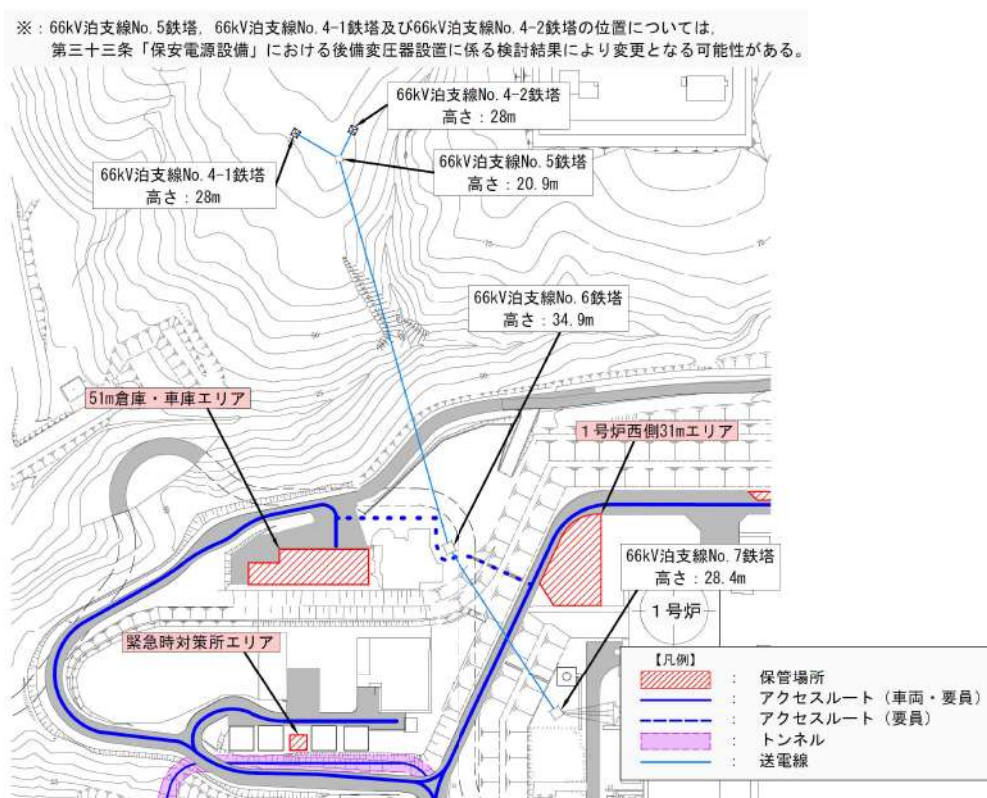 ※：66kV泊支線No.5鉄塔，66kV泊支線No.4-1鉄塔及び66kV泊支線No.4-2鉄塔の位置については，
第三十三条「保安電源設備」における後備変圧器設置に係る検討結果により変更となる可能性がある。
66kV泊支線No.4-2鉄塔
高さ：28m
66kV泊支線No.4-1鉄塔
高さ：28m
66kV泊支線No.5鉄塔
高さ：20.9m
66kV泊支線No.6鉄塔
高さ：34.9m
51m倉庫・車庫エリア
1号炉西側31mエリア
66kV泊支線No.7鉄塔
高さ：28.4m
1号炉
緊急時対策所エリア
【凡例】
：保管場所
：アクセスルート（車両・要員）
：アクセスルート（要員）
：トンネル
：送電線